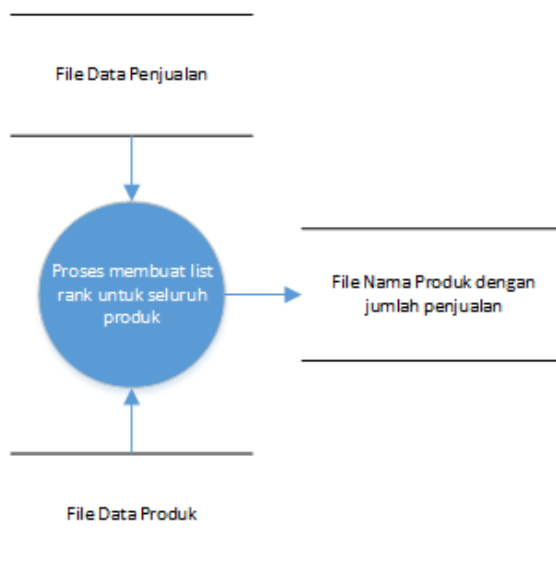 File Data Penjualan
Proses membuat list
rank untuk seluruh
produk
File Nama Produk dengan
jumlah penjualan
File Data Produk